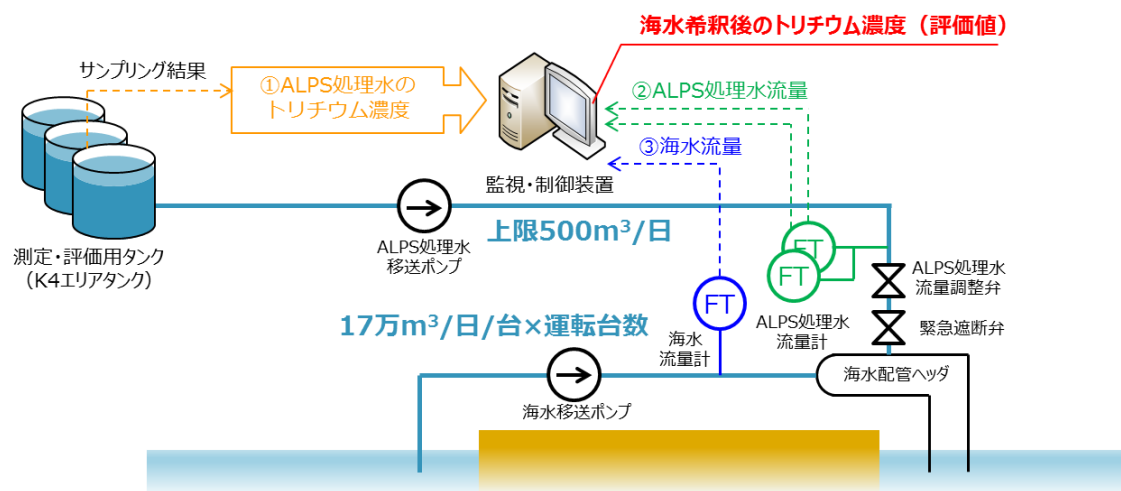 海水希釈後のトリチウム濃度（評価値）
サンプリング結果
①ALPS処理水の
トリチウム濃度
②ALPS処理水流量
③海水流量
監視・制御装置
上限500m³/日
測定・評価用タンク
（K4エリアタンク）
ALPS処理水
移送ポンプ
FT
FT
FT
ALPS処理水
流量調整弁
ALPS処理水
流量計
緊急遮断弁
17万m³/日/台×運転台数
海水
流量計
海水配管ヘッダ
海水移送ポンプ